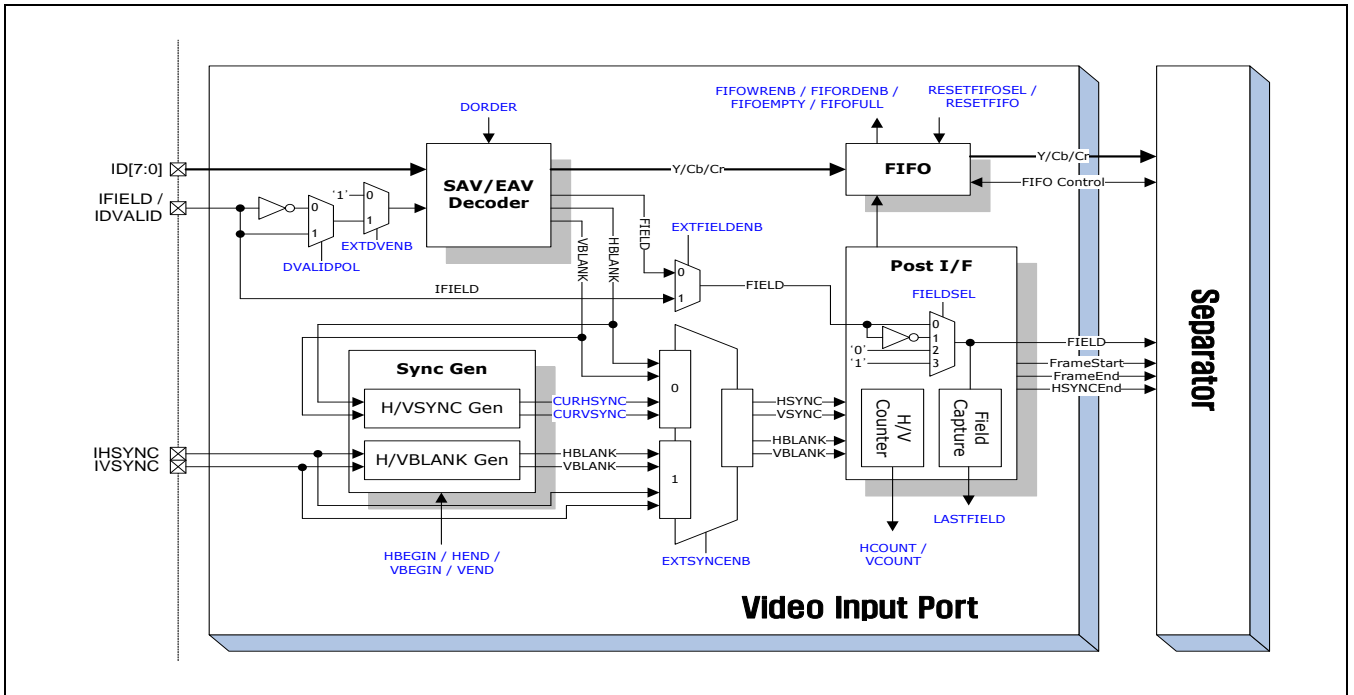 FIFOWRENB / FIFORDENB /
FIFOEMPTY / FIFOFULL
RESETFIFOSEL /
RESETFIFO
DORDER
ID[7:0]
SAV/EAV
Decoder
Y/Cb/Cr
FIFO
Y/Cb/Cr
FIFO Control
IFIELD /
IDVALID
0
1
'1'
0
1
EXTDVENB
DVALIDPOL
FIELD
HBLANK
VBLANK
EXTFIELDENB
0
1
IFIELD
FIELD
Post I/F
FIELDSEL
0
1
'0'
2
'1'
3
FIELD
FrameStart
FrameEnd
HSYNCEnd
Separator
Sync Gen
H/VSYNC Gen
CURHSYNC
CURVSYNC
0
HSYNC
VSYNC
H/V
Counter
Field
Capture
IHSYNC
IVSYNC
H/VBLANK Gen
HBLANK
VBLANK
1
HBLANK
VBLANK
HBEGIN / HEND /
VBEGIN / VEND
EXTSYNCENB
HCOUNT /
VCOUNT
LASTFIELD
Video Input Port